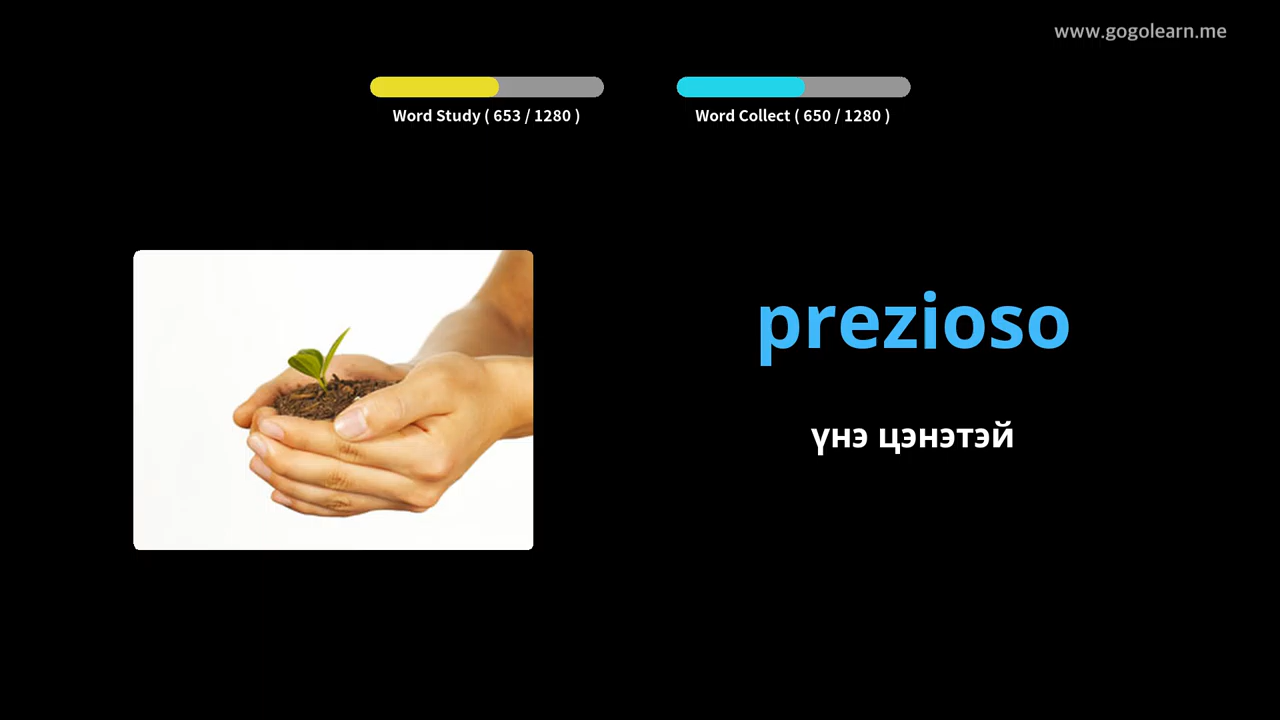 www.gogolearn.me
Word Study ( 653 / 1280 )
Word Collect ( 650 / 1280 )
prezioso
үнэ цэнэтэй